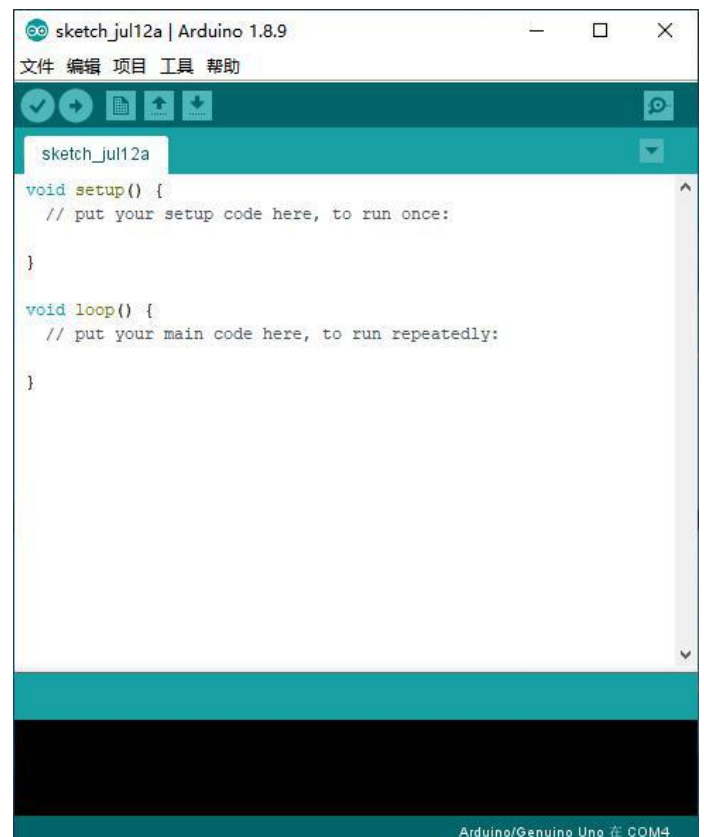 sketch_jul12a | Arduino 1.8.9
文件 编辑 项目 工具 帮助
sketch_jul12a
void setup() {
  // put your setup code here, to run once:
}
void loop() {
  // put your main code here, to run repeatedly:
}
Arduino/Genuino Uno 在 COM4